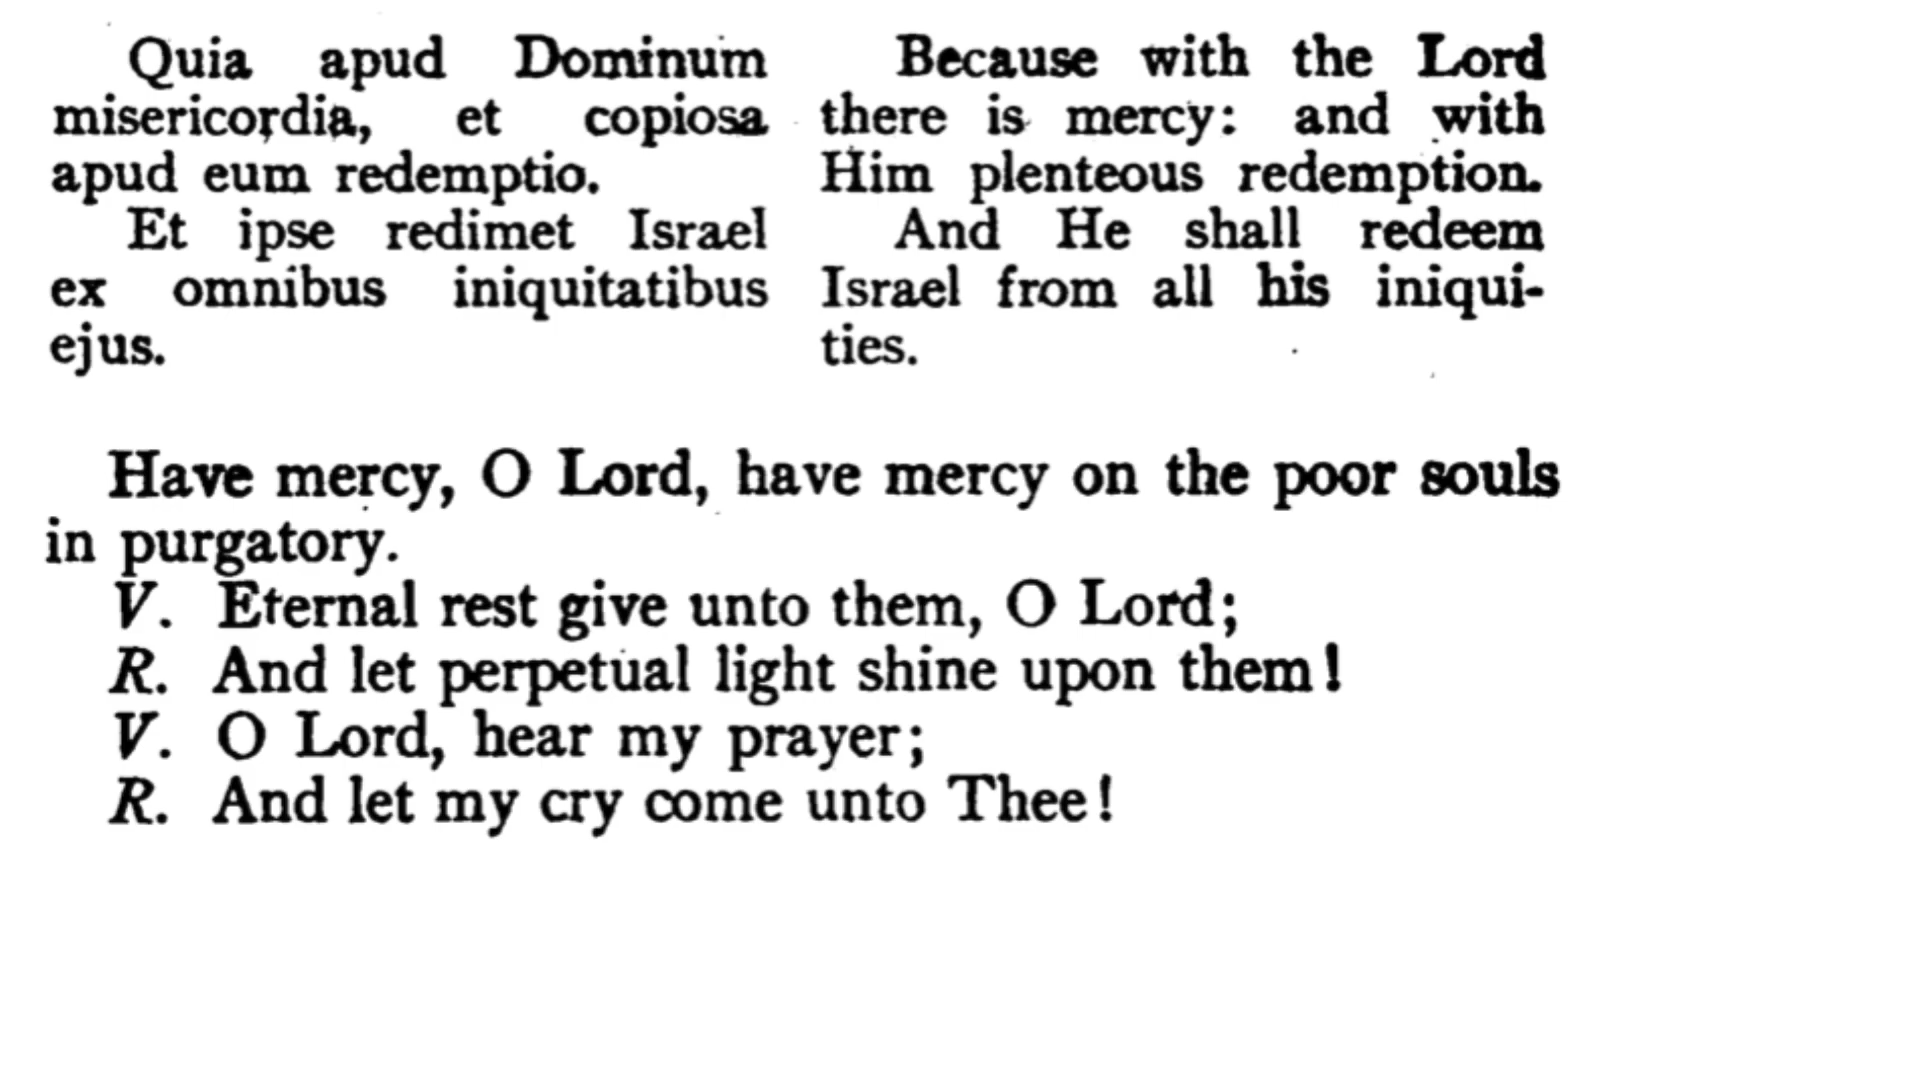 Quia apud Dominum
misericordia, et copiosa
apud eum redemptio.
Et ipse redimet Israel
ex omnibus iniquitatibus
ejus.
Because with the Lord
there is mercy: and with
Him plenteous redemption.
And He shall redeem
Israel from all his iniqui-
ties.
Have mercy, O Lord, have mercy on the poor souls
in purgatory.
V. Eternal rest give unto them, O Lord;
R. And let perpetual light shine upon them!
V. O Lord, hear my prayer;
R. And let my cry come unto Thee!